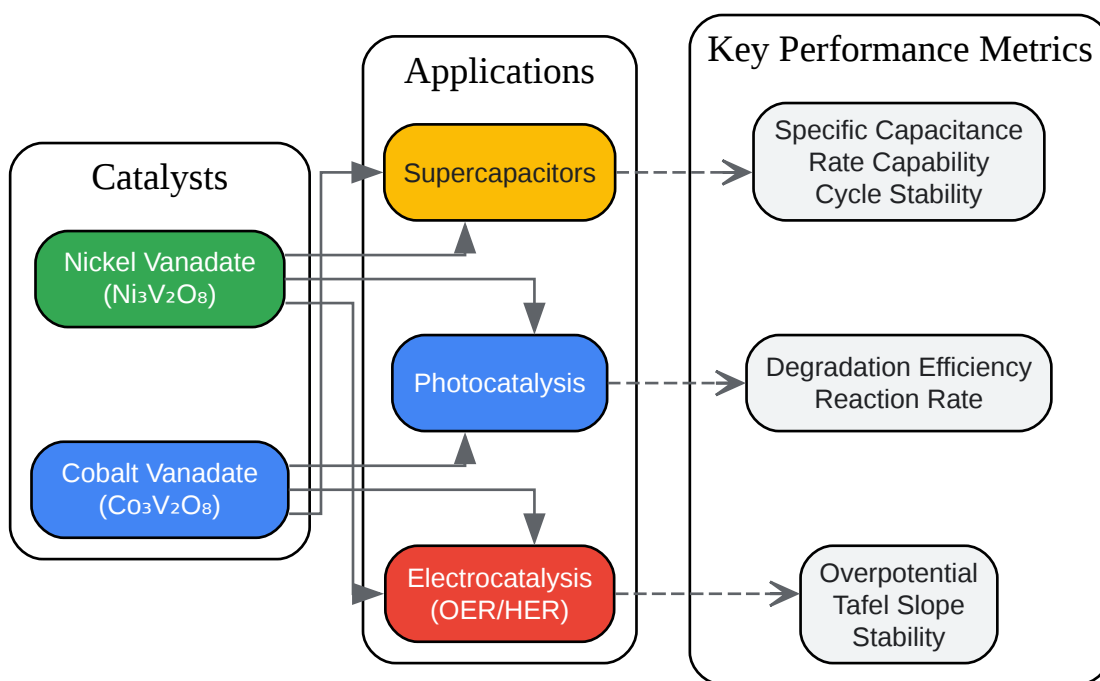 Catalysts
Nickel Vanadate
(Ni₃V₂O₈)
Cobalt Vanadate
(Co₃V₂O₈)
Applications
Supercapacitors
Photocatalysis
Electrocatalysis
(OER/HER)
Key Performance Metrics
Specific Capacitance
Rate Capability
Cycle Stability
Degradation Efficiency
Reaction Rate
Overpotential
Tafel Slope
Stability